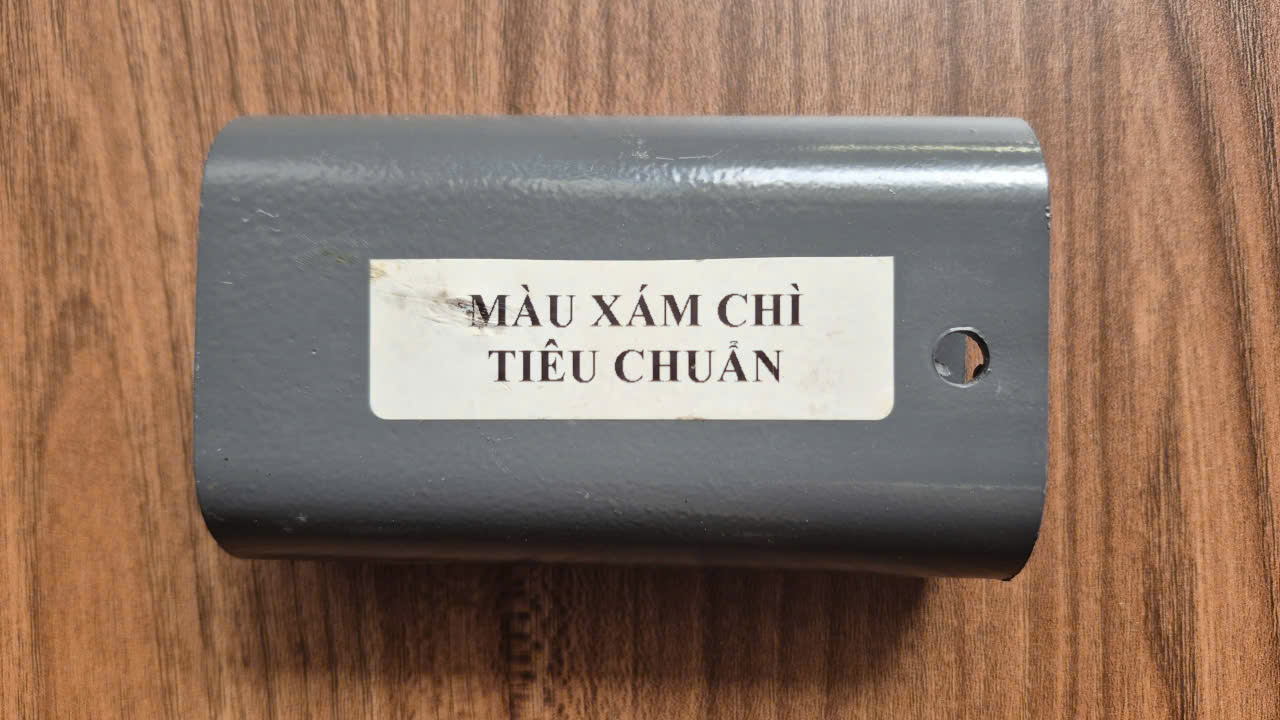 MÀU XÁM CHÌ
TIÊU CHUẨN